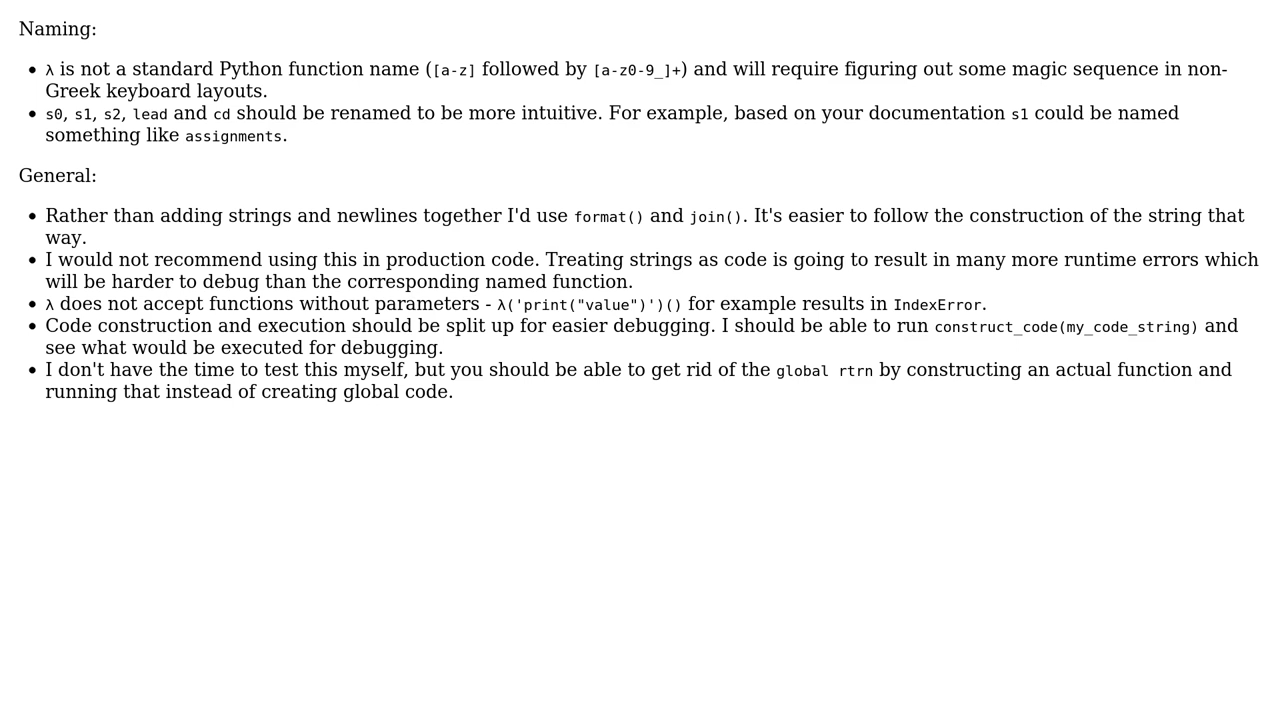 Naming:
• λ is not a standard Python function name ([a-z] followed by [a-z0-9_]+) and will require figuring out some magic sequence in non-
Greek keyboard layouts.
• s0, s1, s2, lead and cd should be renamed to be more intuitive. For example, based on your documentation s1 could be named
something like assignments.
General:
• Rather than adding strings and newlines together I'd use format() and join(). It's easier to follow the construction of the string that
way.
• I would not recommend using this in production code. Treating strings as code is going to result in many more runtime errors which
will be harder to debug than the corresponding named function.
• λ does not accept functions without parameters - λ('print("value")')() for example results in IndexError.
• Code construction and execution should be split up for easier debugging. I should be able to run construct_code(my_code_string) and
see what would be executed for debugging.
• I don't have the time to test this myself, but you should be able to get rid of the global rtrn by constructing an actual function and
running that instead of creating global code.